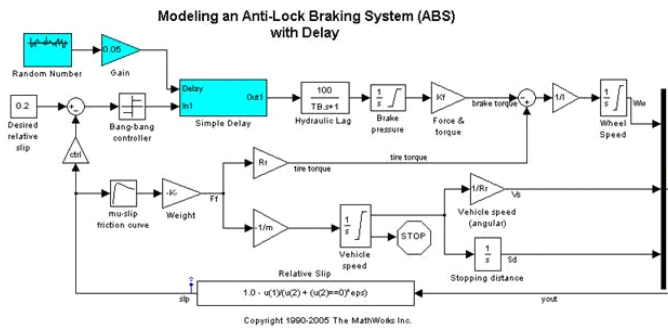 Modeling an Anti-Lock Braking System (ABS)
with Delay
Random Number
0.05
Gain
0.2
Desired
relative
slip
ctrl
Bang-bang
controller
Delay
In1
Out1
Simple Delay
100
TB.s+1
Hydraulic Lag
1
s
Brake
pressure
Kf
Force &
torque
brake torque
1/I
1
s
Wheel
Speed
Ww
mu-slip
friction curve
-K-
Weight
Ff
Rr
tire torque
tire torque
-1/m
1
s
Vehicle
speed
STOP
1/Rr
Vs
Vehicle speed
(angular)
1
s
Sd
Stopping distance
Relative Slip
1.0 - u(1)/(u(2) + (u(2)==0)*eps)
slp
yout
Copyright 1990-2005 The MathWorks Inc.